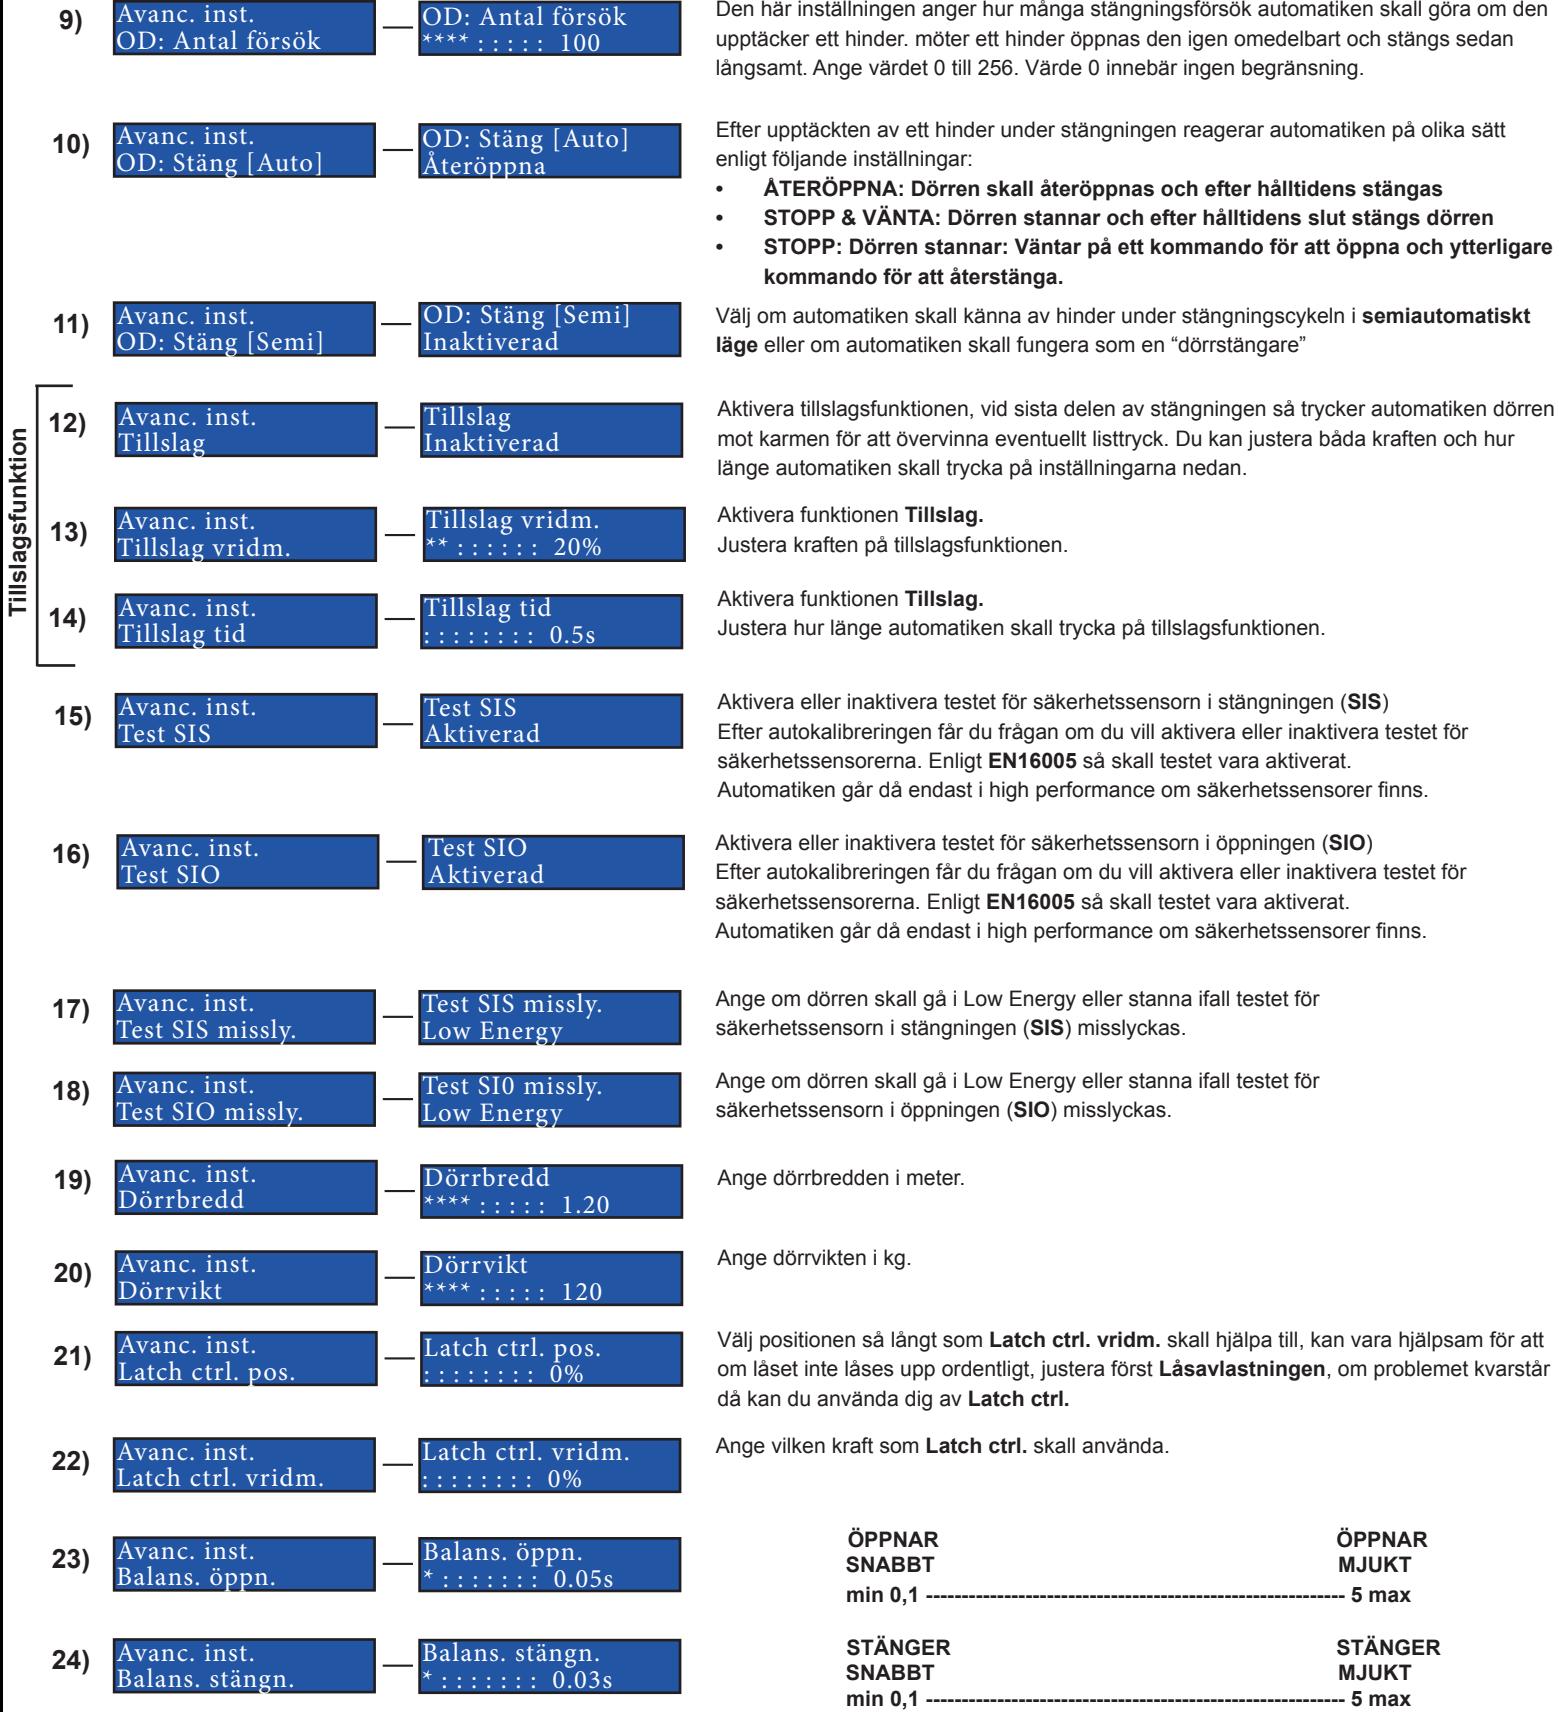 9)
Avanc. inst.
OD: Antal försök
OD: Antal försök
**** : : : : :  100
Den här inställningen anger hur många stängningsförsök automatiken skall göra om den
upptäcker ett hinder. möter ett hinder öppnas den igen omedelbart och stängs sedan
långsamt. Ange värdet 0 till 256. Värde 0 innebär ingen begränsning.
10)
Avanc. inst.
OD: Stäng [Auto]
OD: Stäng [Auto]
Återöppna
Efter upptäckten av ett hinder under stängningen reagerar automatiken på olika sätt
enligt följande inställningar:
• ÅTERÖPPNA: Dörren skall återöppnas och efter hålltidens stängas
• STOPP & VÄNTA: Dörren stannar och efter hålltidens slut stängs dörren
• STOPP: Dörren stannar: Väntar på ett kommando för att öppna och ytterligare
kommando för att återstänga.
11)
Avanc. inst.
OD: Stäng [Semi]
OD: Stäng [Semi]
Inaktiverad
Välj om automatiken skall känna av hinder under stängningscykeln i semiautomatiskt
läge eller om automatiken skall fungera som en “dörrstängare”
Tillslagsfunktion
12)
Avanc. inst.
Tillslag
Tillslag
Inaktiverad
Aktivera tillslagsfunktionen, vid sista delen av stängningen så trycker automatiken dörren
mot karmen för att övervinna eventuellt listtryck. Du kan justera båda kraften och hur
länge automatiken skall trycka på inställningarna nedan.
13)
Avanc. inst.
Tillslag vridm.
Tillslag vridm.
** : : : : : :  20%
Aktivera funktionen Tillslag.
Justera kraften på tillslagsfunktionen.
14)
Avanc. inst.
Tillslag tid
Tillslag tid
: : : : : : : :  0.5s
Aktivera funktionen Tillslag.
Justera hur länge automatiken skall trycka på tillslagsfunktionen.
15)
Avanc. inst.
Test SIS
Test SIS
Aktiverad
Aktivera eller inaktivera testet för säkerhetssensorn i stängningen (SIS)
Efter autokalibreringen får du frågan om du vill aktivera eller inaktivera testet för
säkerhetssensorerna. Enligt EN16005 så skall testet vara aktiverat.
Automatiken går då endast i high performance om säkerhetssensorer finns.
16)
Avanc. inst.
Test SIO
Test SIO
Aktiverad
Aktivera eller inaktivera testet för säkerhetssensorn i öppningen (SIO)
Efter autokalibreringen får du frågan om du vill aktivera eller inaktivera testet för
säkerhetssensorerna. Enligt EN16005 så skall testet vara aktiverat.
Automatiken går då endast i high performance om säkerhetssensorer finns.
17)
Avanc. inst.
Test SIS missly.
Test SIS missly.
Low Energy
Ange om dörren skall gå i Low Energy eller stanna ifall testet för
säkerhetssensorn i stängningen (SIS) misslyckas.
18)
Avanc. inst.
Test SIO missly.
Test SI0 missly.
Low Energy
Ange om dörren skall gå i Low Energy eller stanna ifall testet för
säkerhetssensorn i öppningen (SIO) misslyckas.
19)
Avanc. inst.
Dörrbredd
Dörrbredd
**** : : : : :  1.20
Ange dörrbredden i meter.
20)
Avanc. inst.
Dörrvikt
Dörrvikt
**** : : : : :  120
Ange dörrvikten i kg.
21)
Avanc. inst.
Latch ctrl. pos.
Latch ctrl. pos.
: : : : : : : :  0%
Välj positionen så långt som Latch ctrl. vridm. skall hjälpa till, kan vara hjälpsam för att
om låset inte låses upp ordentligt, justera först Låsavlastningen, om problemet kvarstår
då kan du använda dig av Latch ctrl.
22)
Avanc. inst.
Latch ctrl. vridm.
Latch ctrl. vridm.
: : : : : : : :  0%
Ange vilken kraft som Latch ctrl. skall använda.
23)
Avanc. inst.
Balans. öppn.
Balans. öppn.
* : : : : : : :  0.05s
ÖPPNAR ÖPPNAR
SNABBT MJUKT
min 0,1 ----------------------------------------------------------- 5 max
24)
Avanc. inst.
Balans. stängn.
Balans. stängn.
* : : : : : : :  0.03s
STÄNGER STÄNGER
SNABBT MJUKT
min 0,1 ----------------------------------------------------------- 5 max